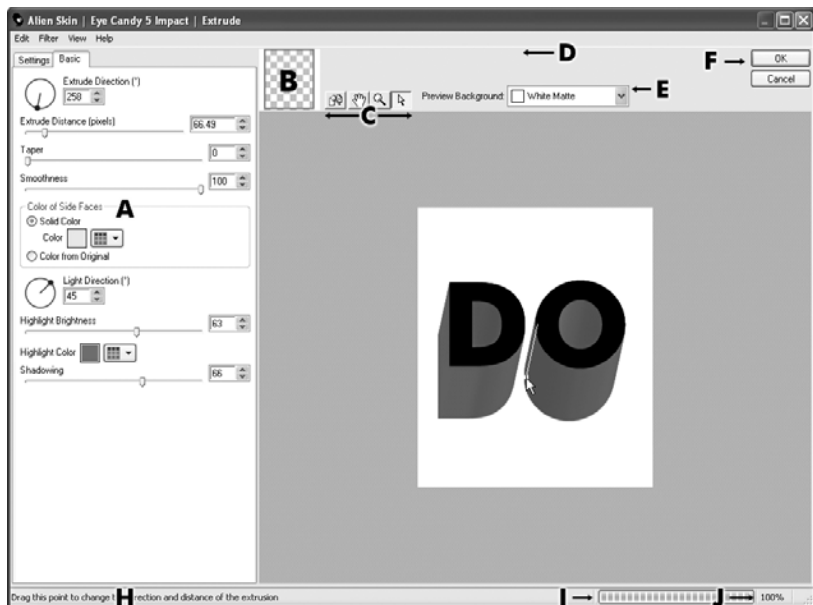 Alien Skin | Eye Candy 5 Impact | Extrude
Edit Filter View Help
Settings Basic
Extrude Direction (°)
258
Extrude Distance (pixels)
66.49
Taper
0
Smoothness
100
A
Color of Side Faces
Solid Color
Color
Color from Original
Light Direction (°)
45
Highlight Brightness
63
Highlight Color
Shadowing
66
B
C
D
Preview Background: White Matte
E
F
OK
Cancel
DO
Drag this point to change t H rection and distance of the extrusion
I
J
100%